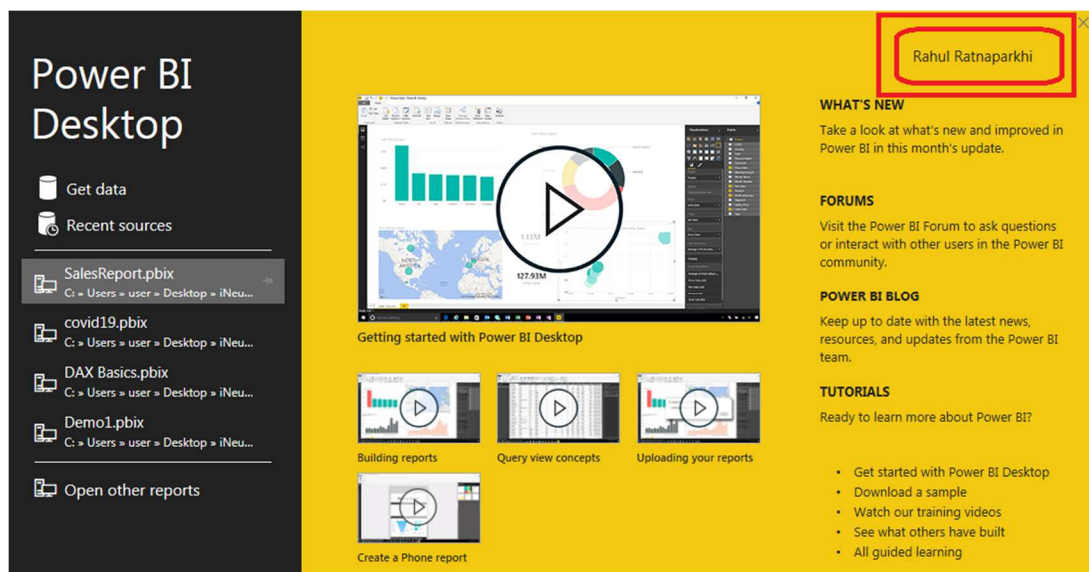 Power BI
Desktop
Get data
Recent sources
SalesReport.pbix
C: » Users » user » Desktop » iNeu...
covid19.pbix
C: » Users » user » Desktop » iNeu...
DAX Basics.pbix
C: » Users » user » Desktop » iNeu...
Demo1.pbix
C: » Users » user » Desktop » iNeu...
Open other reports
NORTH
AMERICA
127.93M
Getting started with Power BI Desktop
Building reports
Query view concepts
Uploading your reports
Create a Phone report
Rahul Ratnaparkhi
WHAT'S NEW
Take a look at what's new and improved in
Power BI in this month's update.
FORUMS
Visit the Power BI Forum to ask questions
or interact with other users in the Power BI
community.
POWER BI BLOG
Keep up to date with the latest news,
resources, and updates from the Power BI
team.
TUTORIALS
Ready to learn more about Power BI?
• Get started with Power BI Desktop
• Download a sample
• Watch our training videos
• See what others have built
• All guided learning